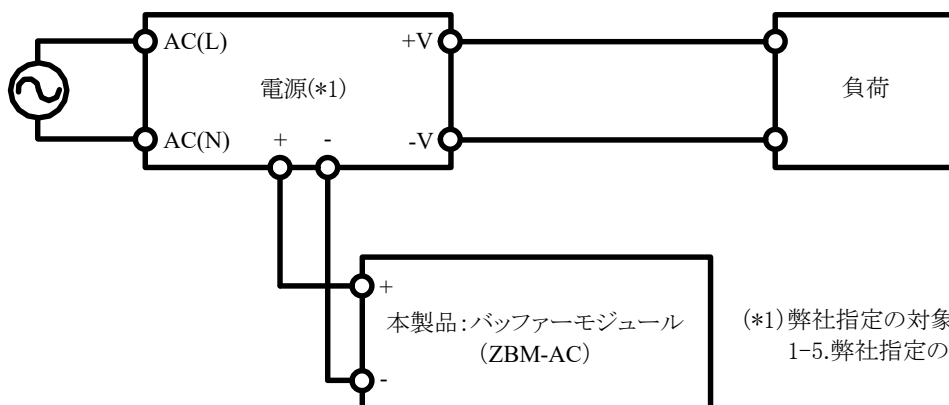 AC(L)
+V
電源(*1)
負荷
AC(N)
+
-
-V
+
本製品:バッファーモジュール
(ZBM-AC)
-
(*1)弊社指定の対象
1-5.弊社指定の